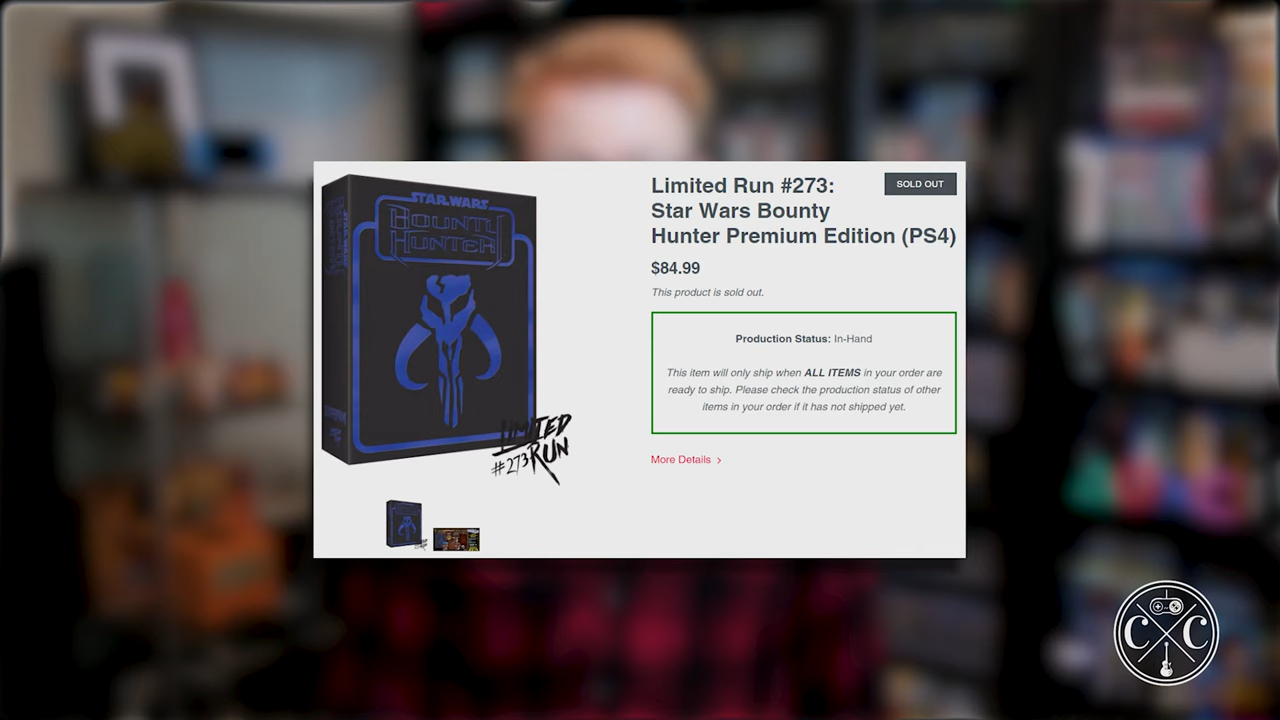 STAR WARS
BOUNTY
HUNTER
LIMITED
RUN
#273
Limited Run #273:
Star Wars Bounty
Hunter Premium Edition (PS4)
SOLD OUT
$84.99
This product is sold out.
Production Status: In-Hand
This item will only ship when ALL ITEMS in your order are
ready to ship. Please check the production status of other
items in your order if it has not shipped yet.
More Details >
C C